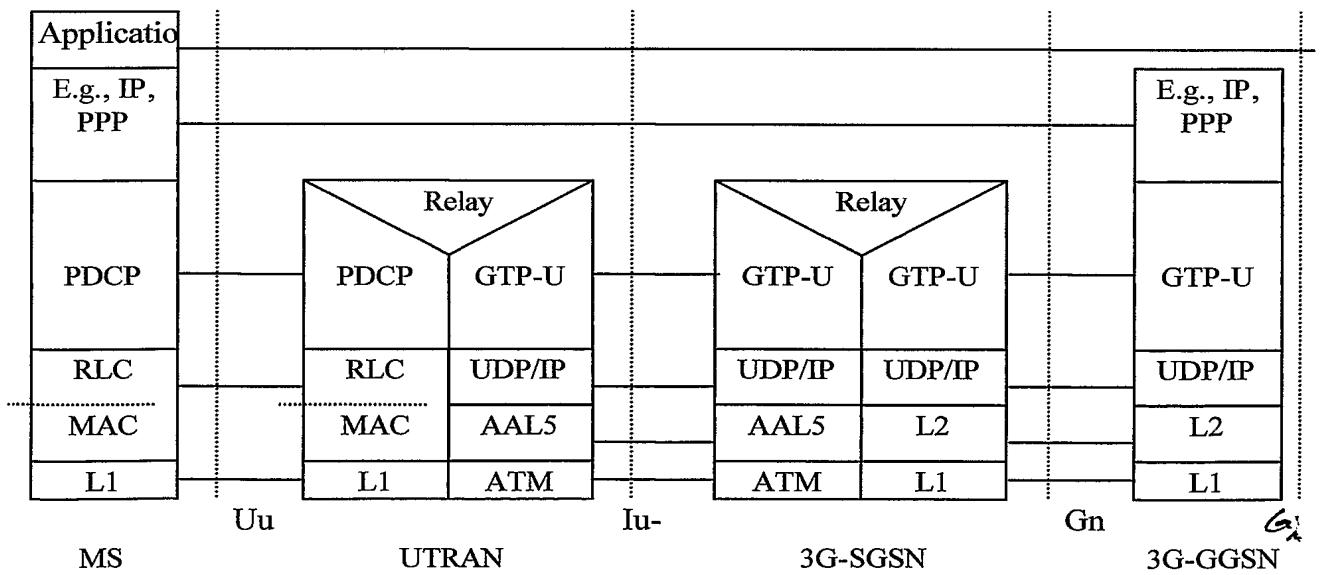 Applicatio
E.g., IP,
PPP
E.g., IP,
PPP
Relay
Relay
PDCP
PDCP
GTP-U
GTP-U
GTP-U
GTP-U
RLC
RLC
UDP/IP
UDP/IP
UDP/IP
UDP/IP
MAC
MAC
AAL5
AAL5
L2
L2
L1
L1
ATM
ATM
L1
L1
Uu
Iu-
Gn
MS
UTRAN
3G-SGSN
3G-GGSN